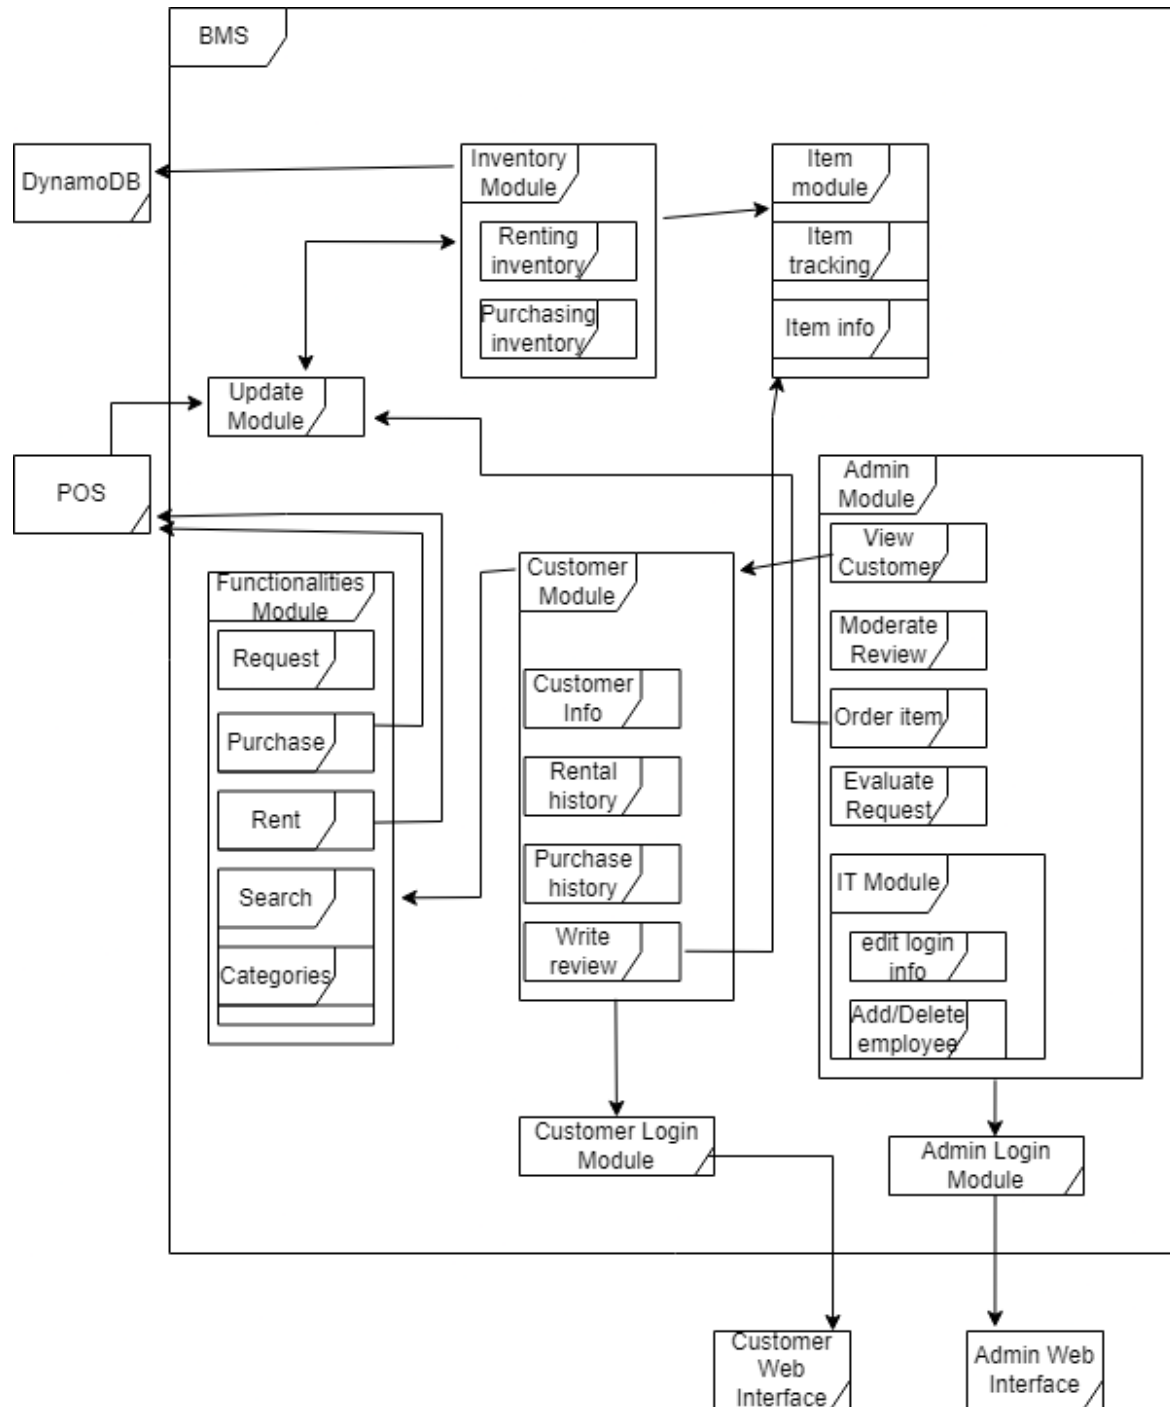 BMS
DynamoDB
Inventory
Module
Renting
inventory
Purchasing
inventory
Item
module
Item
tracking
Item info
Update
Module
POS
Functionalities
Module
Request
Purchase
Rent
Search
Categories
Customer
Module
Customer
Info
Rental
history
Purchase
history
Write
review
Admin
Module
View
Customer
Moderate
Review
Order item
Evaluate
Request
IT Module
edit login
info
Add/Delete
employee
Customer Login
Module
Admin Login
Module
Customer
Web
Interface
Admin Web
Interface